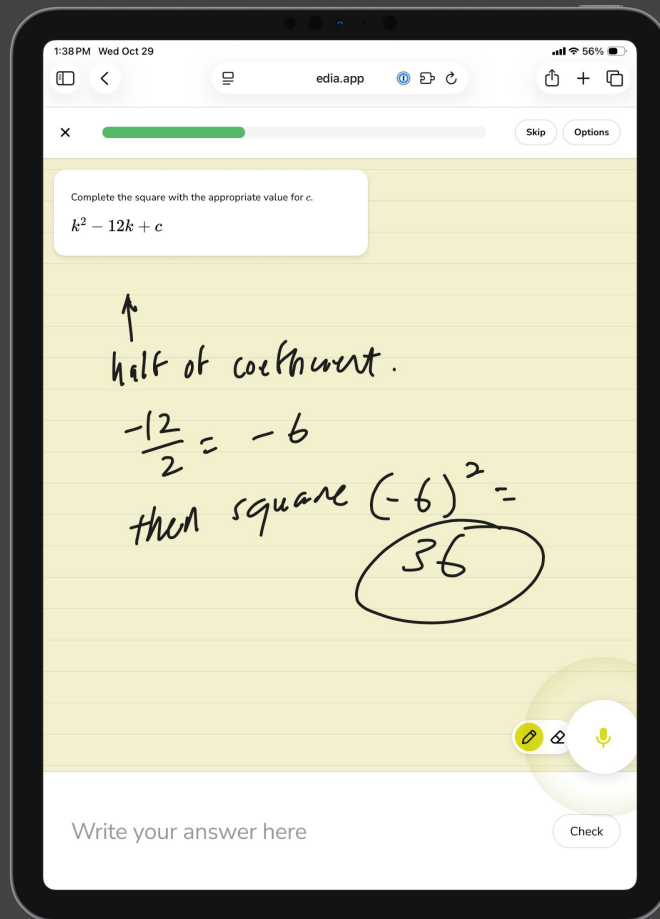 1:38 PM Wed Oct 29 56%
edia.app
Skip Options
Complete the square with the appropriate value for c.
k² − 12k + c
half of coefficient.
-12/2 = -6
then square (-6)² =
36
Write your answer here
Check